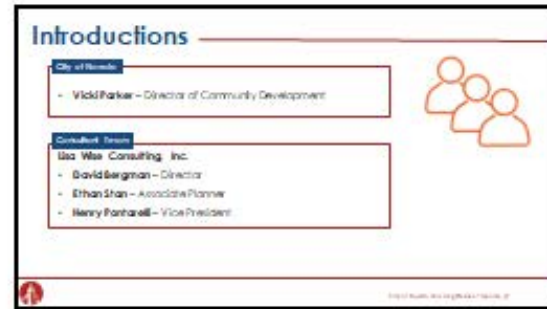 Introductions
City of Novato
- Vicki Parker – Director of Community Development
Consultant Team
Lisa Wise Consulting, Inc.
- David Bergman – Director
- Ethan Stan – Associate Planner
- Henry Pontarelli – Vice President